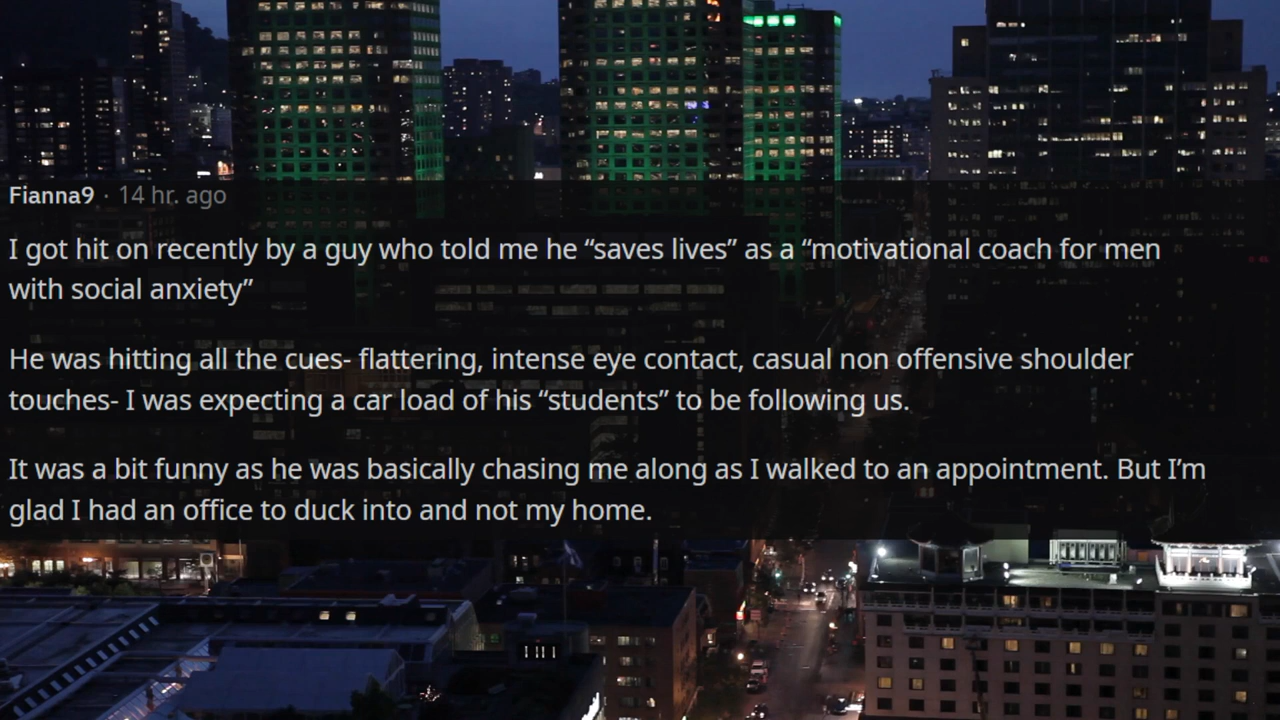 Fianna9 · 14 hr. ago
I got hit on recently by a guy who told me he “saves lives” as a “motivational coach for men
with social anxiety”
He was hitting all the cues- flattering, intense eye contact, casual non offensive shoulder
touches- I was expecting a car load of his “students” to be following us.
It was a bit funny as he was basically chasing me along as I walked to an appointment. But I’m
glad I had an office to duck into and not my home.